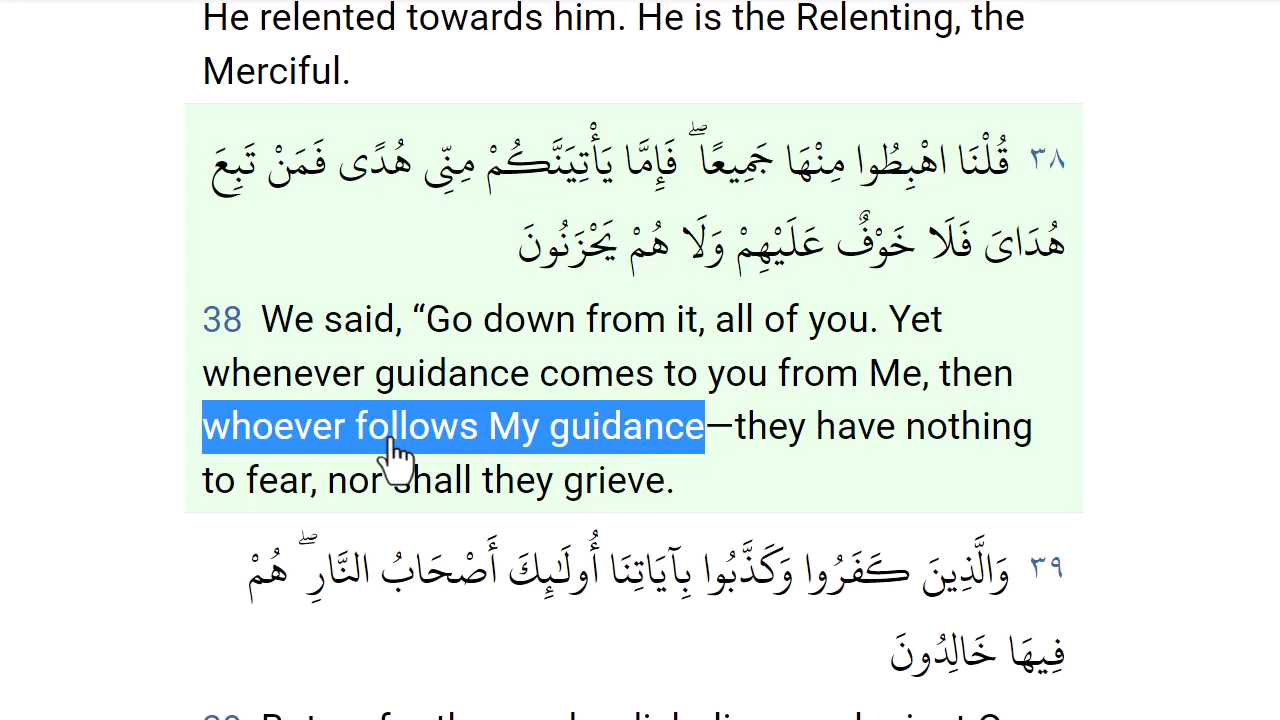 He relented towards him. He is the Relenting, the
Merciful.
٣٨ قُلْنَا اهْبِطُوا مِنْهَا جَمِيعًا ۖ فَإِمَّا يَأْتِيَنَّكُمْ مِنِّي هُدًى فَمَنْ تَبِعَ
هُدَايَ فَلَا خَوْفٌ عَلَيْهِمْ وَلَا هُمْ يَحْزَنُونَ
38 We said, “Go down from it, all of you. Yet
whenever guidance comes to you from Me, then
whoever follows My guidance—they have nothing
to fear, nor shall they grieve.
٣٩ وَالَّذِينَ كَفَرُوا وَكَذَّبُوا بِآيَاتِنَا أُولَٰئِكَ أَصْحَابُ النَّارِ ۖ هُمْ
فِيهَا خَالِدُونَ